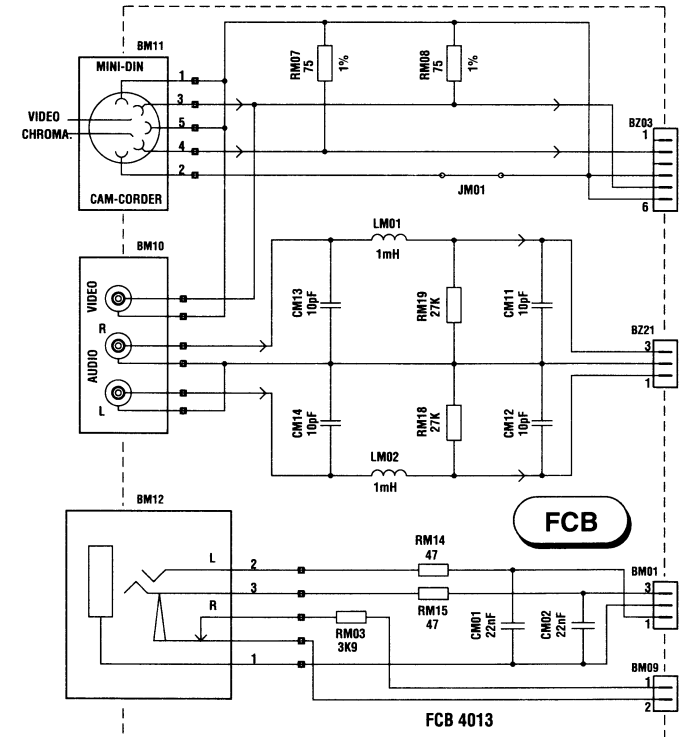 BM11
MINI-DIN
VIDEO
CHROMA.
CAM-CORDER
1
3
5
4
2
RM07
75
1%
RM08
75
1%
JM01
BZ03
1
6
BM10
VIDEO
R
AUDIO
L
LM01
1mH
CM13
10pF
RM19
27K
CM11
10pF
BZ21
3
1
CM14
10pF
RM18
27K
CM12
10pF
LM02
1mH
BM12
L
R
2
3
1
FCB
RM14
47
RM15
47
RM03
3K9
CM01
22nF
CM02
22nF
BM01
3
1
BM09
1
2
FCB 4013